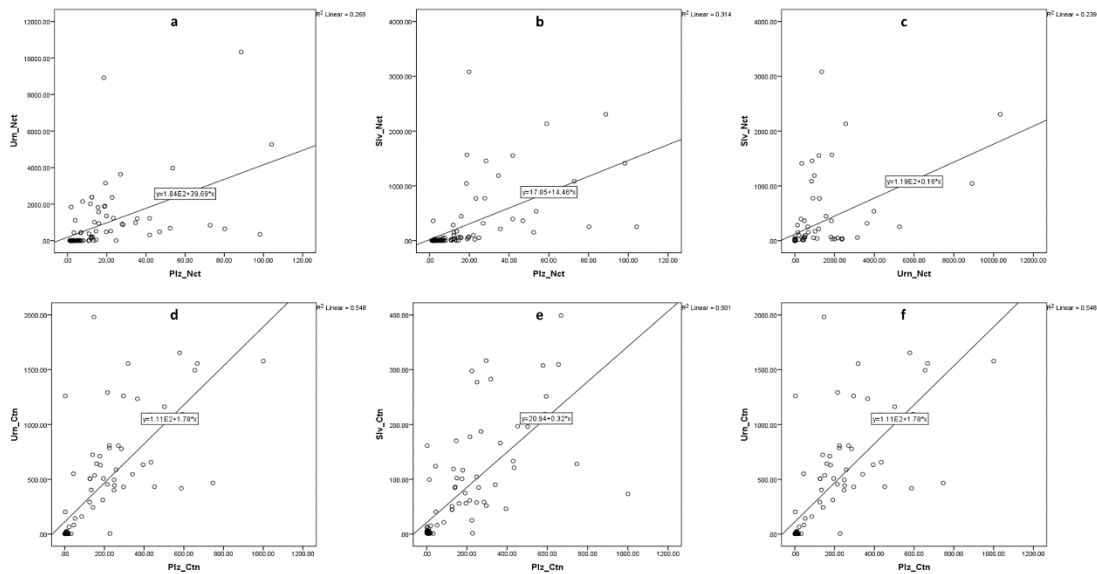 a
R² Linear = 0.268
12000.00
10000.00
8000.00
6000.00
4000.00
2000.00
.00
Urn_Nct
y=1.84E2+39.69*x
.00 20.00 40.00 60.00 80.00 100.00 120.00
Plz_Nct
b
R² Linear = 0.314
4000.00
3000.00
2000.00
1000.00
.00
Slv_Nct
y=17.85+14.46*x
.00 20.00 40.00 60.00 80.00 100.00 120.00
Plz_Nct
c
R² Linear = 0.239
4000.00
3000.00
2000.00
1000.00
.00
Slv_Nct
y=1.19E2+0.16*x
.00 2000.00 4000.00 6000.00 8000.00 10000.00 12000.00
Urn_Nct
d
R² Linear = 0.546
2000.00
1500.00
1000.00
500.00
.00
Urn_Ctn
y=1.11E2+1.78*x
.00 200.00 400.00 600.00 800.00 1000.00 1200.00
Plz_Ctn
e
R² Linear = 0.501
400.00
300.00
200.00
100.00
.00
Slv_Ctn
y=20.94+0.32*x
.00 200.00 400.00 600.00 800.00 1000.00 1200.00
Plz_Ctn
f
R² Linear = 0.546
2000.00
1500.00
1000.00
500.00
.00
Urn_Ctn
y=1.11E2+1.78*x
.00 200.00 400.00 600.00 800.00 1000.00 1200.00
Plz_Ctn